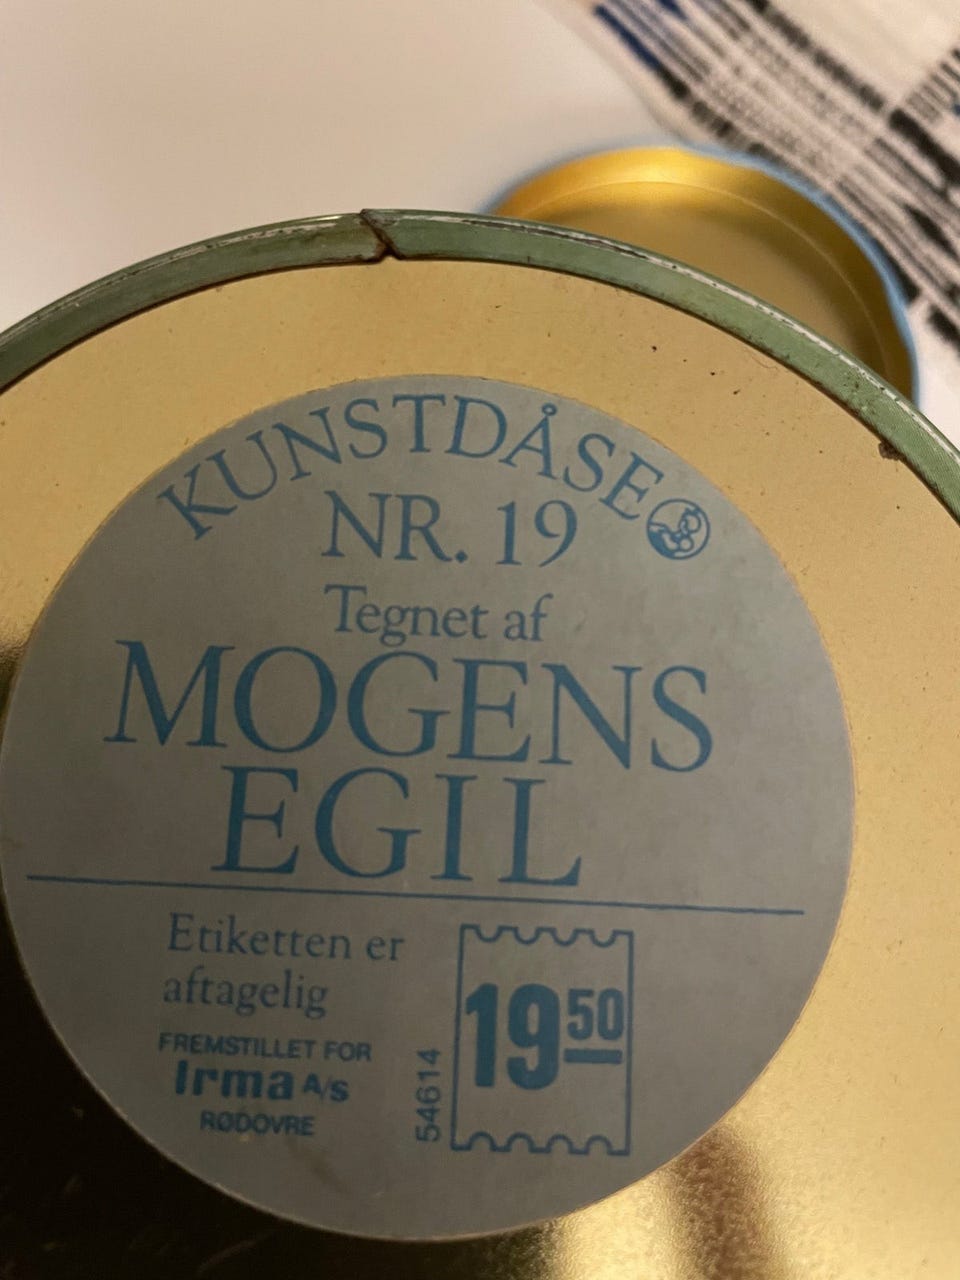 KUNSTDÅSE
NR. 19
Tegnet af
MOGENS
EGIL
Etiketten er
aftagelig
FREMSTILLET FOR
Irma A/s
RØDOVRE
54614
19 50